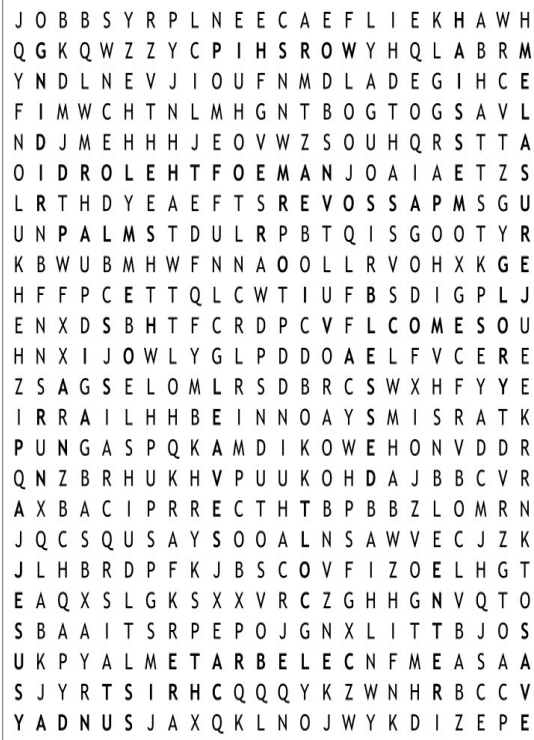 J O B B S Y R P L N E E C A E F L I E K H A W H
Q G K Q W Z Z Y C P I H S R O W Y H Q L A B R M
Y N D L N E V J I O U F N M D L A D E G I H C E
F I M W C H T N L M H G N T B O G T O G S A V L
N D J M E H H H J E O V W Z S O U H Q R S T T A
O I D R O L E H T F O E M A N J O A I A E T Z S
L R T H D Y E A E F T S R E V O S S A P M S G U
U N P A L M S T D U L R P B T Q I S G O O T Y R
K B W U B M H W F N N A O O L L R V O H X K G E
H F F P C E T T Q L C W T I U F B S D I G P L J
E N X D S B H T F C R D P C V F L C O M E S O U
H N X I J O W L Y G L P D D O A E L F V C E R E
Z S A G S E L O M L R S D B R C S W X H F Y Y E
I R R A I L H H B E I N N O A Y S M I S R A T K
P U N G A S P Q K A M D I K O W E H O N V D D R
Q N Z B R H U K H V P U U K O H D A J B B C V R
A X B A C I P R R E C T H T B P B B Z L O M R N
J Q C S Q U S A Y S O O A L N S A W V E C J Z K
J L H B R D P F K J B S C O V F I Z O E L H G T
E A Q X S L G K S X X V R C Z G H H G N V Q T O
S B A A I T S R P E P O J G N X L I T T B J O S
U K P Y A L M E T A R B E L E C N F M E A S A A
S J Y R T S I R H C Q Q Q Y K Z W N H R B C C V
Y A D N U S J A X Q K L N O J W Y K D I Z E P E